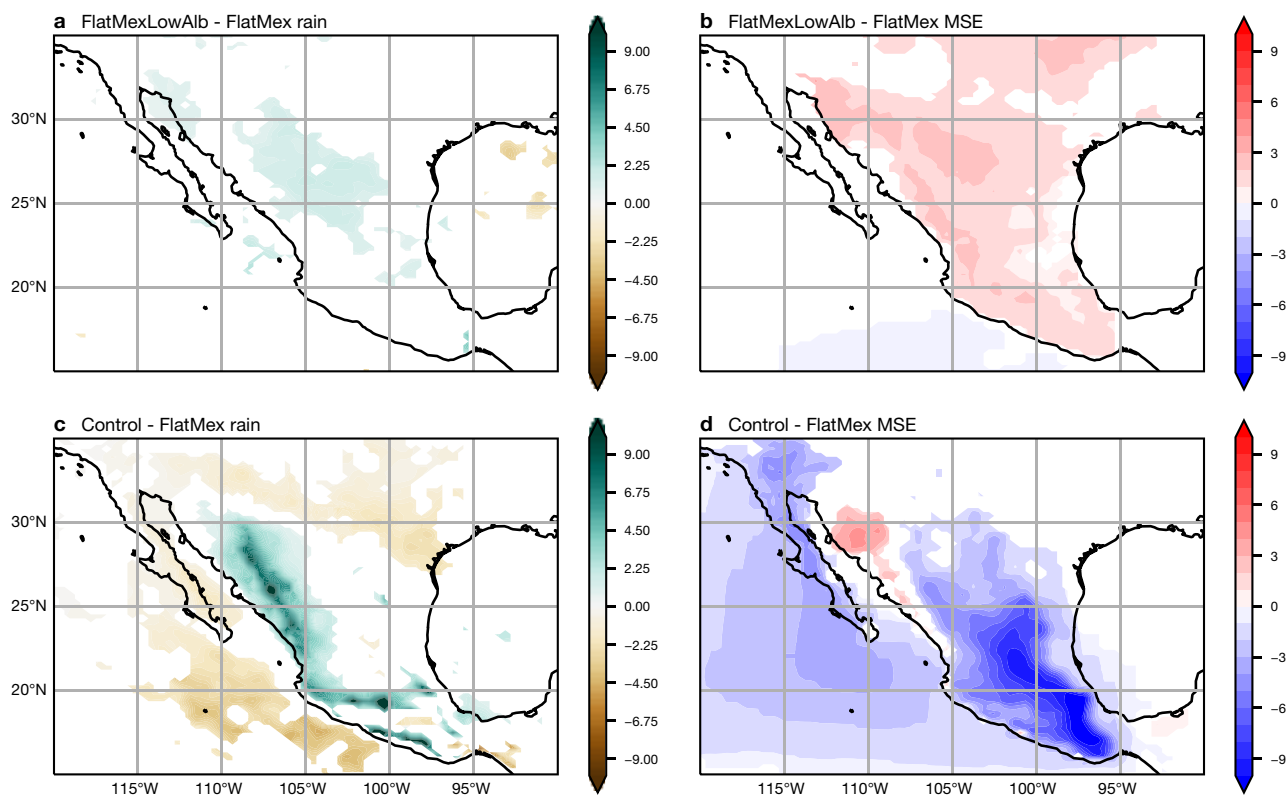 a FlatMexLowAlb - FlatMex rain
b FlatMexLowAlb - FlatMex MSE
30°N
25°N
20°N
9.00
6.75
4.50
2.25
0.00
−2.25
−4.50
−6.75
−9.00
9
6
3
0
−3
−6
−9
c Control - FlatMex rain
d Control - FlatMex MSE
30°N
25°N
20°N
9.00
6.75
4.50
2.25
0.00
−2.25
−4.50
−6.75
−9.00
9
6
3
0
−3
−6
−9
115°W 110°W 105°W 100°W 95°W
115°W 110°W 105°W 100°W 95°W